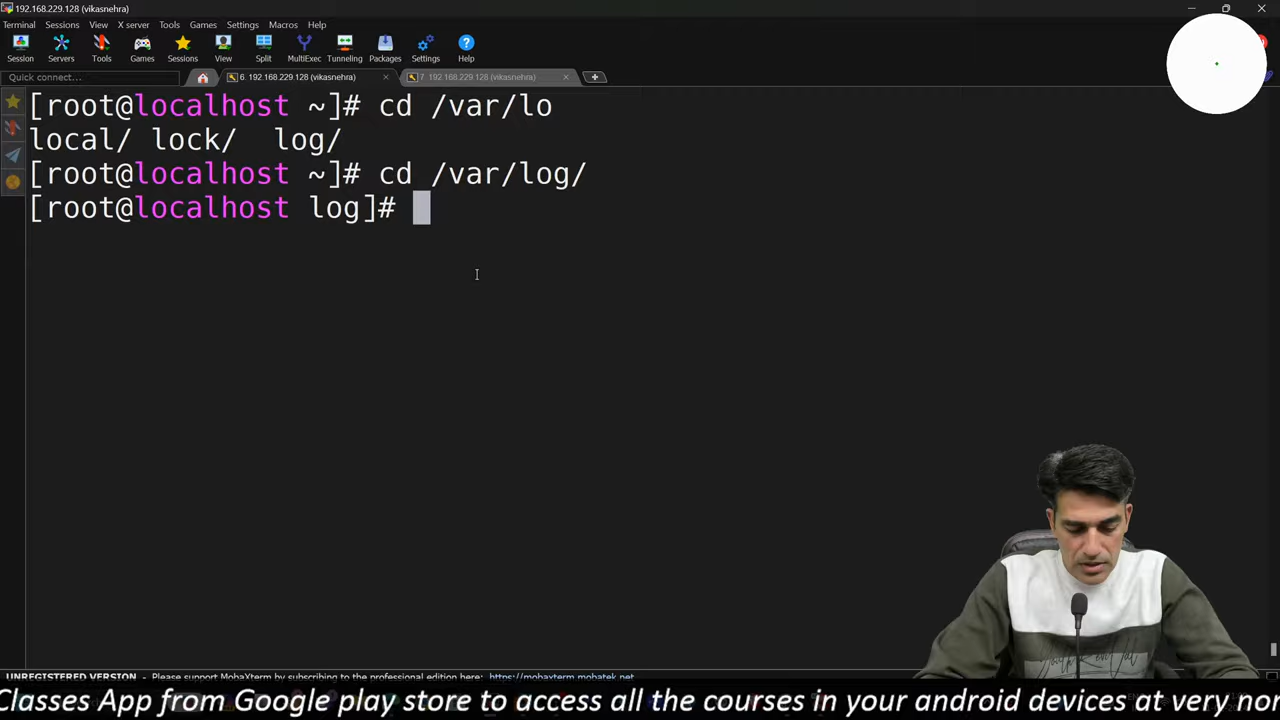 192.168.229.128 (vikasnehra)
Terminal Sessions View X server Tools Games Settings Macros Help
Session Servers Tools Games Sessions View Split MultiExec Tunneling Packages Settings Help
Quick connect... 6. 192.168.229.128 (vikasnehra) 7. 192.168.229.128 (vikasnehra)
[root@localhost ~]# cd /var/lo
local/ lock/ log/
[root@localhost ~]# cd /var/log/
[root@localhost log]#
UNREGISTERED VERSION - Please support MobaXterm by subscribing to the professional edition here: https://mobaxterm.mobatek.net
Classes App from Google play store to access all the courses in your android devices at very